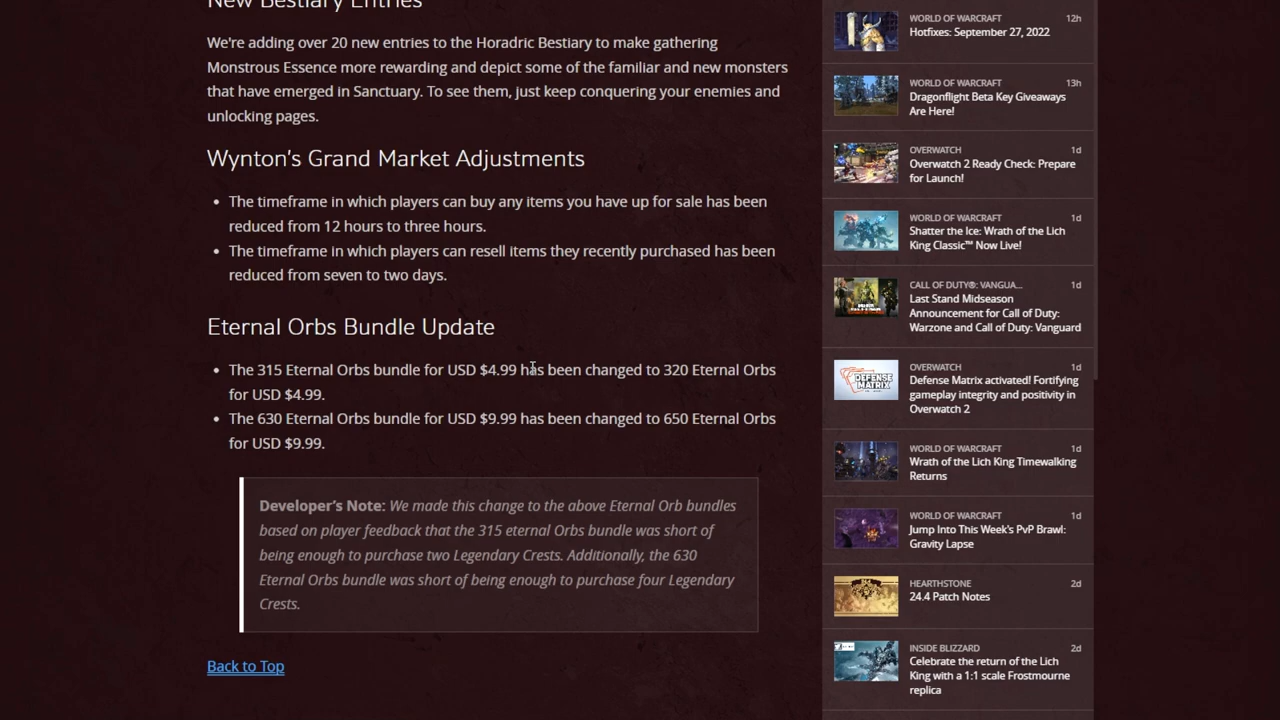 New Bestiary Entries
We're adding over 20 new entries to the Horadric Bestiary to make gathering
Monstrous Essence more rewarding and depict some of the familiar and new monsters
that have emerged in Sanctuary. To see them, just keep conquering your enemies and
unlocking pages.
Wynton's Grand Market Adjustments
• The timeframe in which players can buy any items you have up for sale has been
reduced from 12 hours to three hours.
• The timeframe in which players can resell items they recently purchased has been
reduced from seven to two days.
Eternal Orbs Bundle Update
• The 315 Eternal Orbs bundle for USD $4.99 has been changed to 320 Eternal Orbs
for USD $4.99.
• The 630 Eternal Orbs bundle for USD $9.99 has been changed to 650 Eternal Orbs
for USD $9.99.
Developer's Note: We made this change to the above Eternal Orb bundles
based on player feedback that the 315 eternal Orbs bundle was short of
being enough to purchase two Legendary Crests. Additionally, the 630
Eternal Orbs bundle was short of being enough to purchase four Legendary
Crests.
Back to Top
WORLD OF WARCRAFT 12h
Hotfixes: September 27, 2022
WORLD OF WARCRAFT 13h
Dragonflight Beta Key Giveaways
Are Here!
OVERWATCH 1d
Overwatch 2 Ready Check: Prepare
for Launch!
WORLD OF WARCRAFT 1d
Shatter the Ice: Wrath of the Lich
King Classic™ Now Live!
CALL OF DUTY®: VANGUA... 1d
Last Stand Midseason
Announcement for Call of Duty:
Warzone and Call of Duty: Vanguard
DEFENSE
MATRIX
OVERWATCH 1d
Defense Matrix activated! Fortifying
gameplay integrity and positivity in
Overwatch 2
WORLD OF WARCRAFT 1d
Wrath of the Lich King Timewalking
Returns
WORLD OF WARCRAFT 1d
Jump Into This Week's PvP Brawl:
Gravity Lapse
HEARTHSTONE 2d
24.4 Patch Notes
INSIDE BLIZZARD 2d
Celebrate the return of the Lich
King with a 1:1 scale Frostmourne
replica